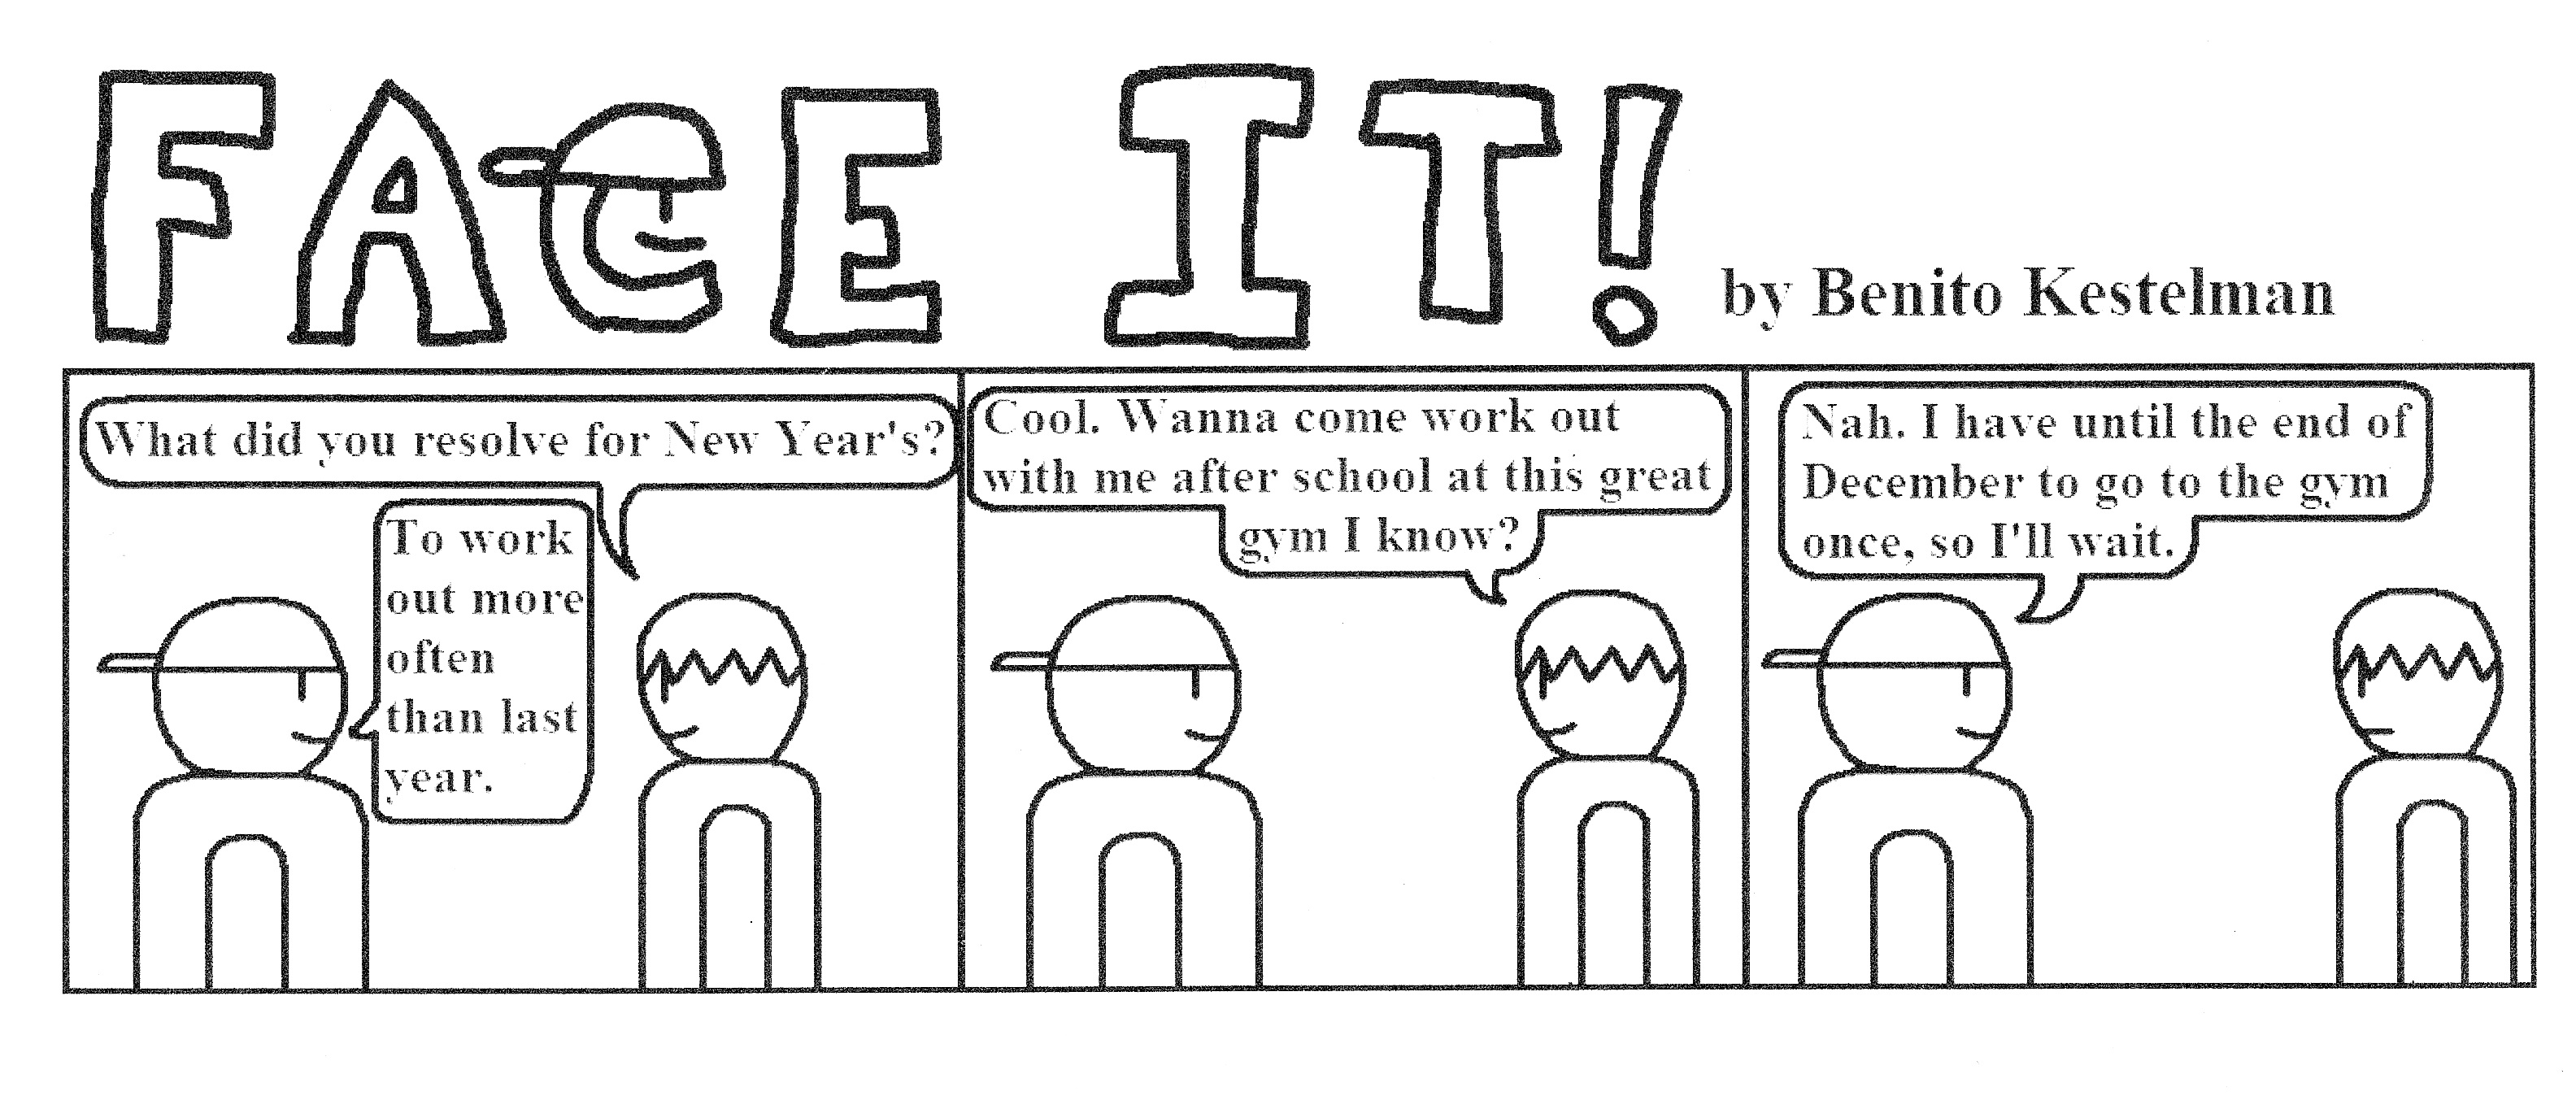 FACE IT!
by Benito Kestelman
What did you resolve for New Year's?
To work
out more
often
than last
year.
Cool. Wanna come work out
with me after school at this great
gym I know?
Nah. I have until the end of
December to go to the gym
once, so I'll wait.